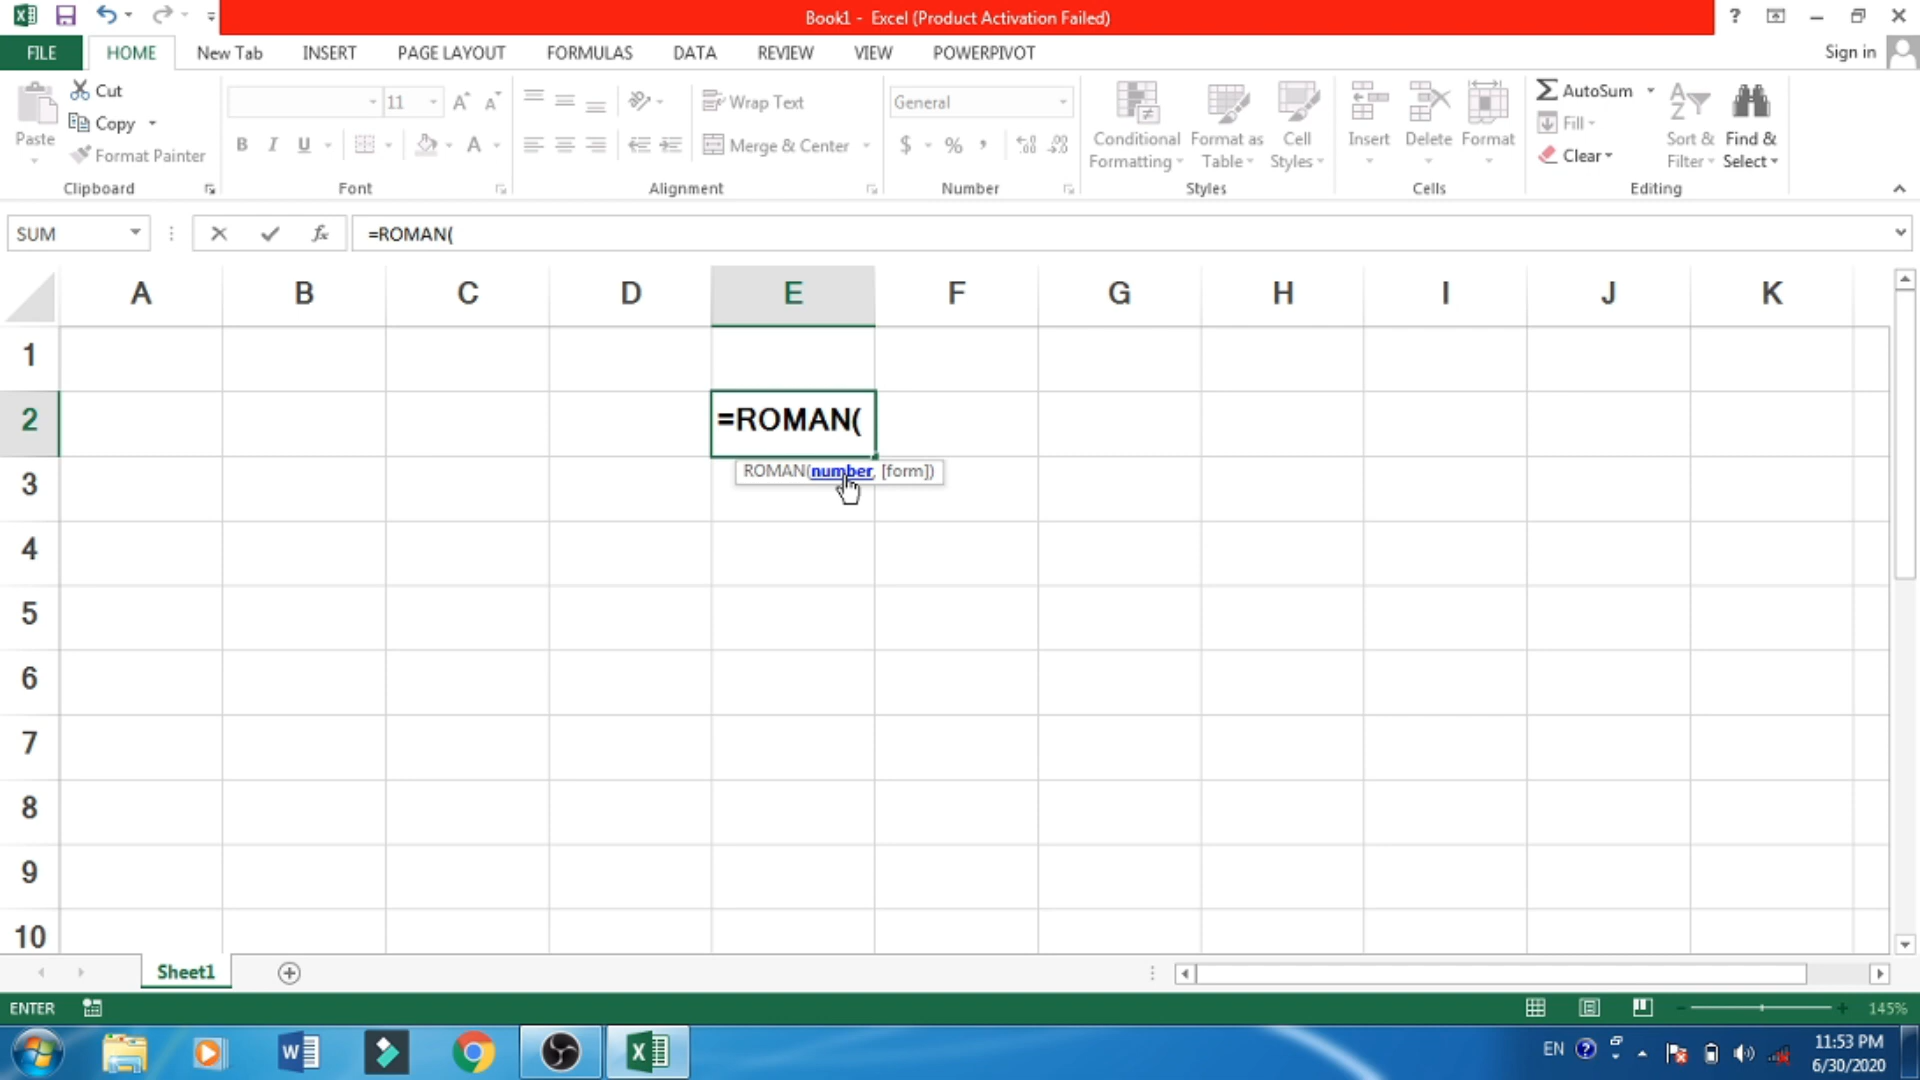 Book1 - Excel (Product Activation Failed)
?
FILE HOME New Tab INSERT PAGE LAYOUT FORMULAS DATA REVIEW VIEW POWERPIVOT Sign in
Paste
Cut
Copy
Format Painter
Clipboard
11 A A
B I U A
Font
Wrap Text
Merge & Center
Alignment
General
$ % ,
Number
Conditional Formatting
Format as Table
Cell Styles
Styles
Insert Delete Format
Cells
AutoSum
Fill
Clear
Sort & Filter
Find & Select
Editing
SUM fx =ROMAN(
A B C D E F G H I J K
1
2 =ROMAN(
ROMAN(number, [form])
3
4
5
6
7
8
9
10
Sheet1
ENTER 145%
EN 11:53 PM
6/30/2020